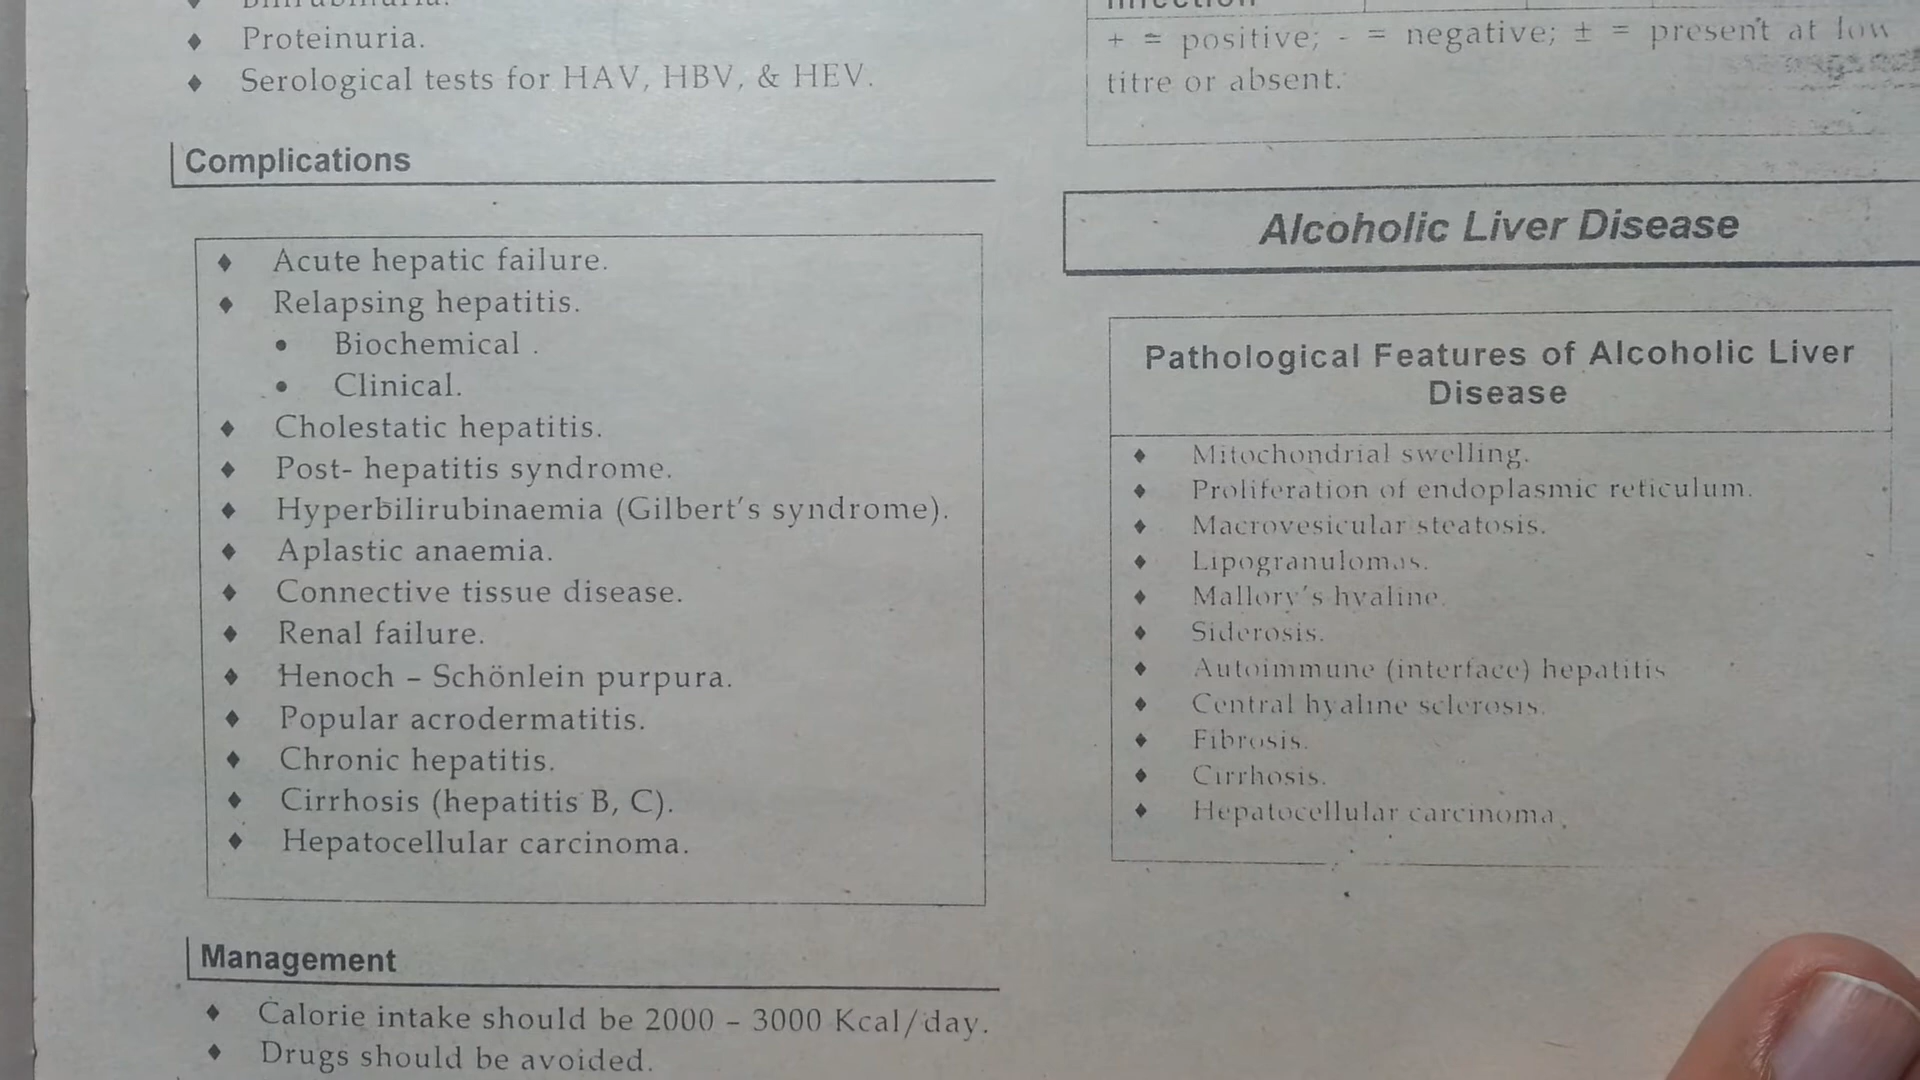 ◆ Proteinuria.
◆ Serological tests for HAV, HBV, & HEV.
Complications
◆ Acute hepatic failure.
◆ Relapsing hepatitis.
• Biochemical .
• Clinical.
◆ Cholestatic hepatitis.
◆ Post- hepatitis syndrome.
◆ Hyperbilirubinaemia (Gilbert's syndrome).
◆ Aplastic anaemia.
◆ Connective tissue disease.
◆ Renal failure.
◆ Henoch – Schönlein purpura.
◆ Popular acrodermatitis.
◆ Chronic hepatitis.
◆ Cirrhosis (hepatitis B, C).
◆ Hepatocellular carcinoma.
Management
◆ Calorie intake should be 2000 – 3000 Kcal/day.
◆ Drugs should be avoided.
+ = positive; - = negative; ± = present at low
titre or absent.
Alcoholic Liver Disease
Pathological Features of Alcoholic Liver
Disease
◆ Mitochondrial swelling.
◆ Proliferation of endoplasmic reticulum.
◆ Macrovesicular steatosis.
◆ Lipogranulomas.
◆ Mallory's hyaline.
◆ Siderosis.
◆ Autoimmune (interface) hepatitis
◆ Central hyaline sclerosis.
◆ Fibrosis.
◆ Cirrhosis.
◆ Hepatocellular carcinoma.